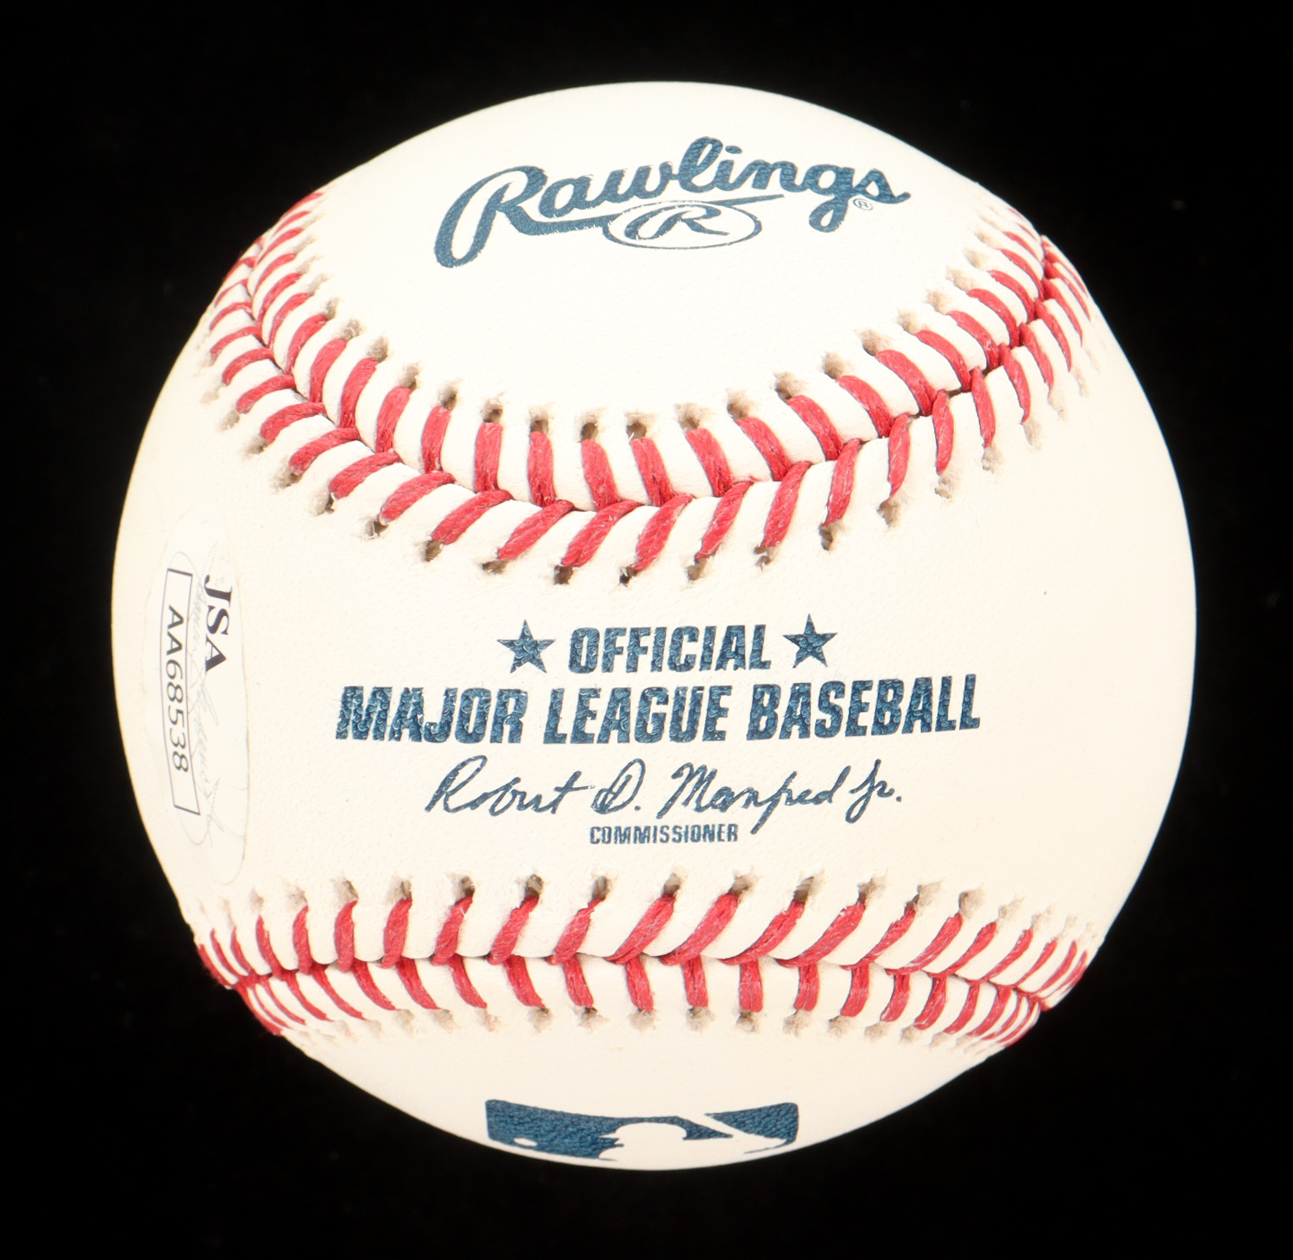 Rawlings
R
®
JSA
AA68538
★ OFFICIAL ★
MAJOR LEAGUE BASEBALL
Robert D. Manfred Jr.
COMMISSIONER